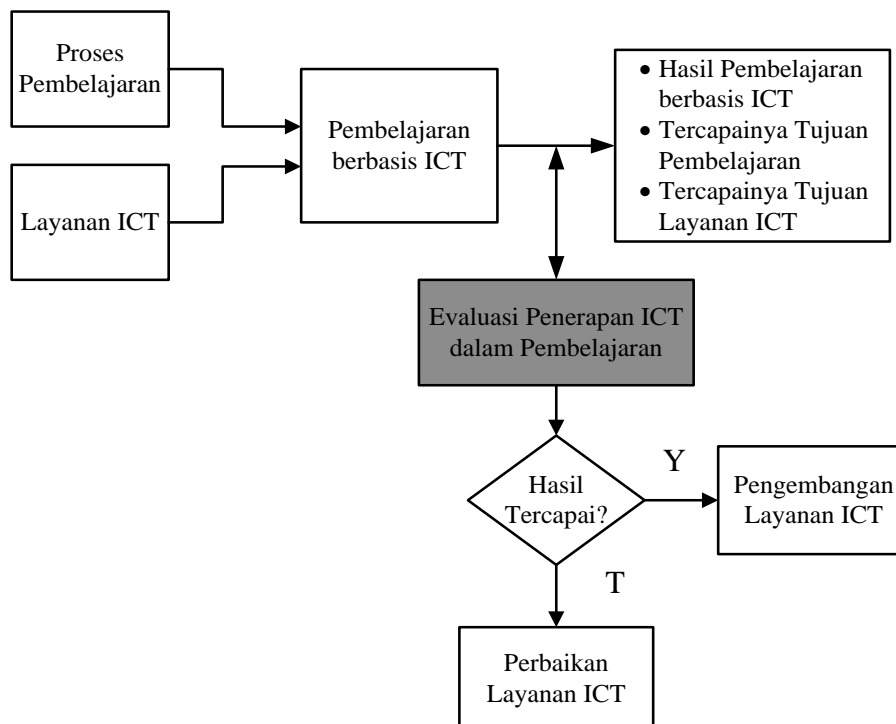 Proses
Pembelajaran
Layanan ICT
Pembelajaran
berbasis ICT
• Hasil Pembelajaran
berbasis ICT
• Tercapainya Tujuan
Pembelajaran
• Tercapainya Tujuan
Layanan ICT
Evaluasi Penerapan ICT
dalam Pembelajaran
Hasil
Tercapai?
Y
Pengembangan
Layanan ICT
T
Perbaikan
Layanan ICT